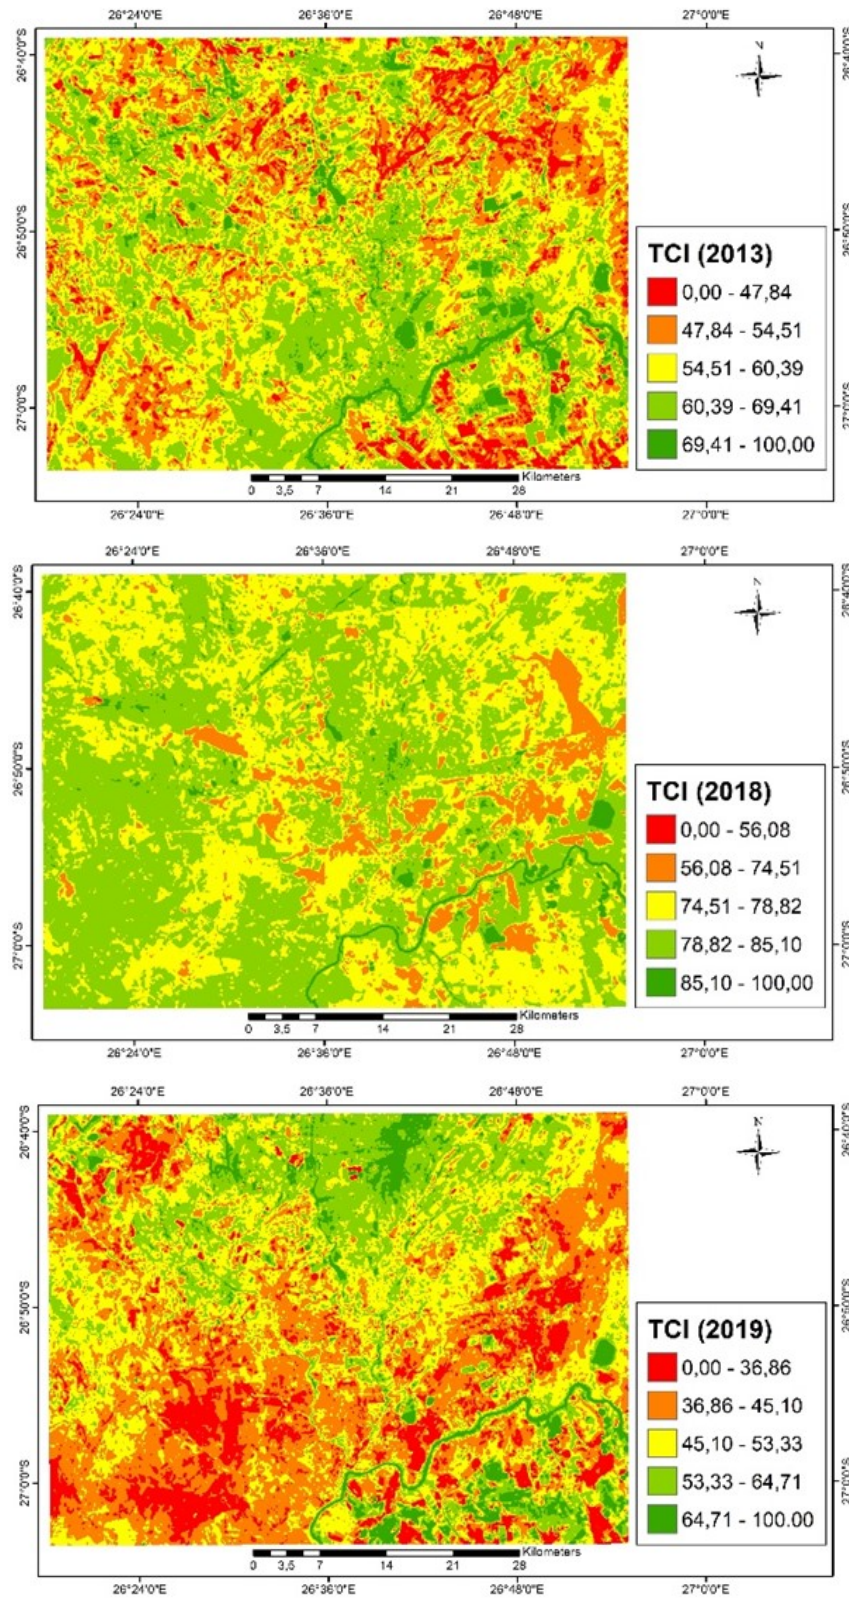 26°24'0"E 26°36'0"E 26°48'0"E 27°0'0"E
26°40'0"S 26°40'0"S
N
26°50'0"S 26°50'0"S
TCI (2013)
0,00 - 47,84
47,84 - 54,51
54,51 - 60,39
60,39 - 69,41
69,41 - 100,00
27°0'0"S 27°0'0"S
Kilometers
0 3,5 7 14 21 28
26°24'0"E 26°36'0"E 26°48'0"E 27°0'0"E
26°24'0"E 26°36'0"E 26°48'0"E 27°0'0"E
26°40'0"S 26°40'0"S
N
26°50'0"S 26°50'0"S
TCI (2018)
0,00 - 56,08
56,08 - 74,51
74,51 - 78,82
78,82 - 85,10
85,10 - 100,00
27°0'0"S 27°0'0"S
Kilometers
0 3,5 7 14 21 28
26°24'0"E 26°36'0"E 26°48'0"E 27°0'0"E
26°24'0"E 26°36'0"E 26°48'0"E 27°0'0"E
26°40'0"S 26°40'0"S
N
26°50'0"S 26°50'0"S
TCI (2019)
0,00 - 36,86
36,86 - 45,10
45,10 - 53,33
53,33 - 64,71
64,71 - 100.00
27°0'0"S 27°0'0"S
Kilometers
0 3,5 7 14 21 28
26°24'0"E 26°36'0"E 26°48'0"E 27°0'0"E